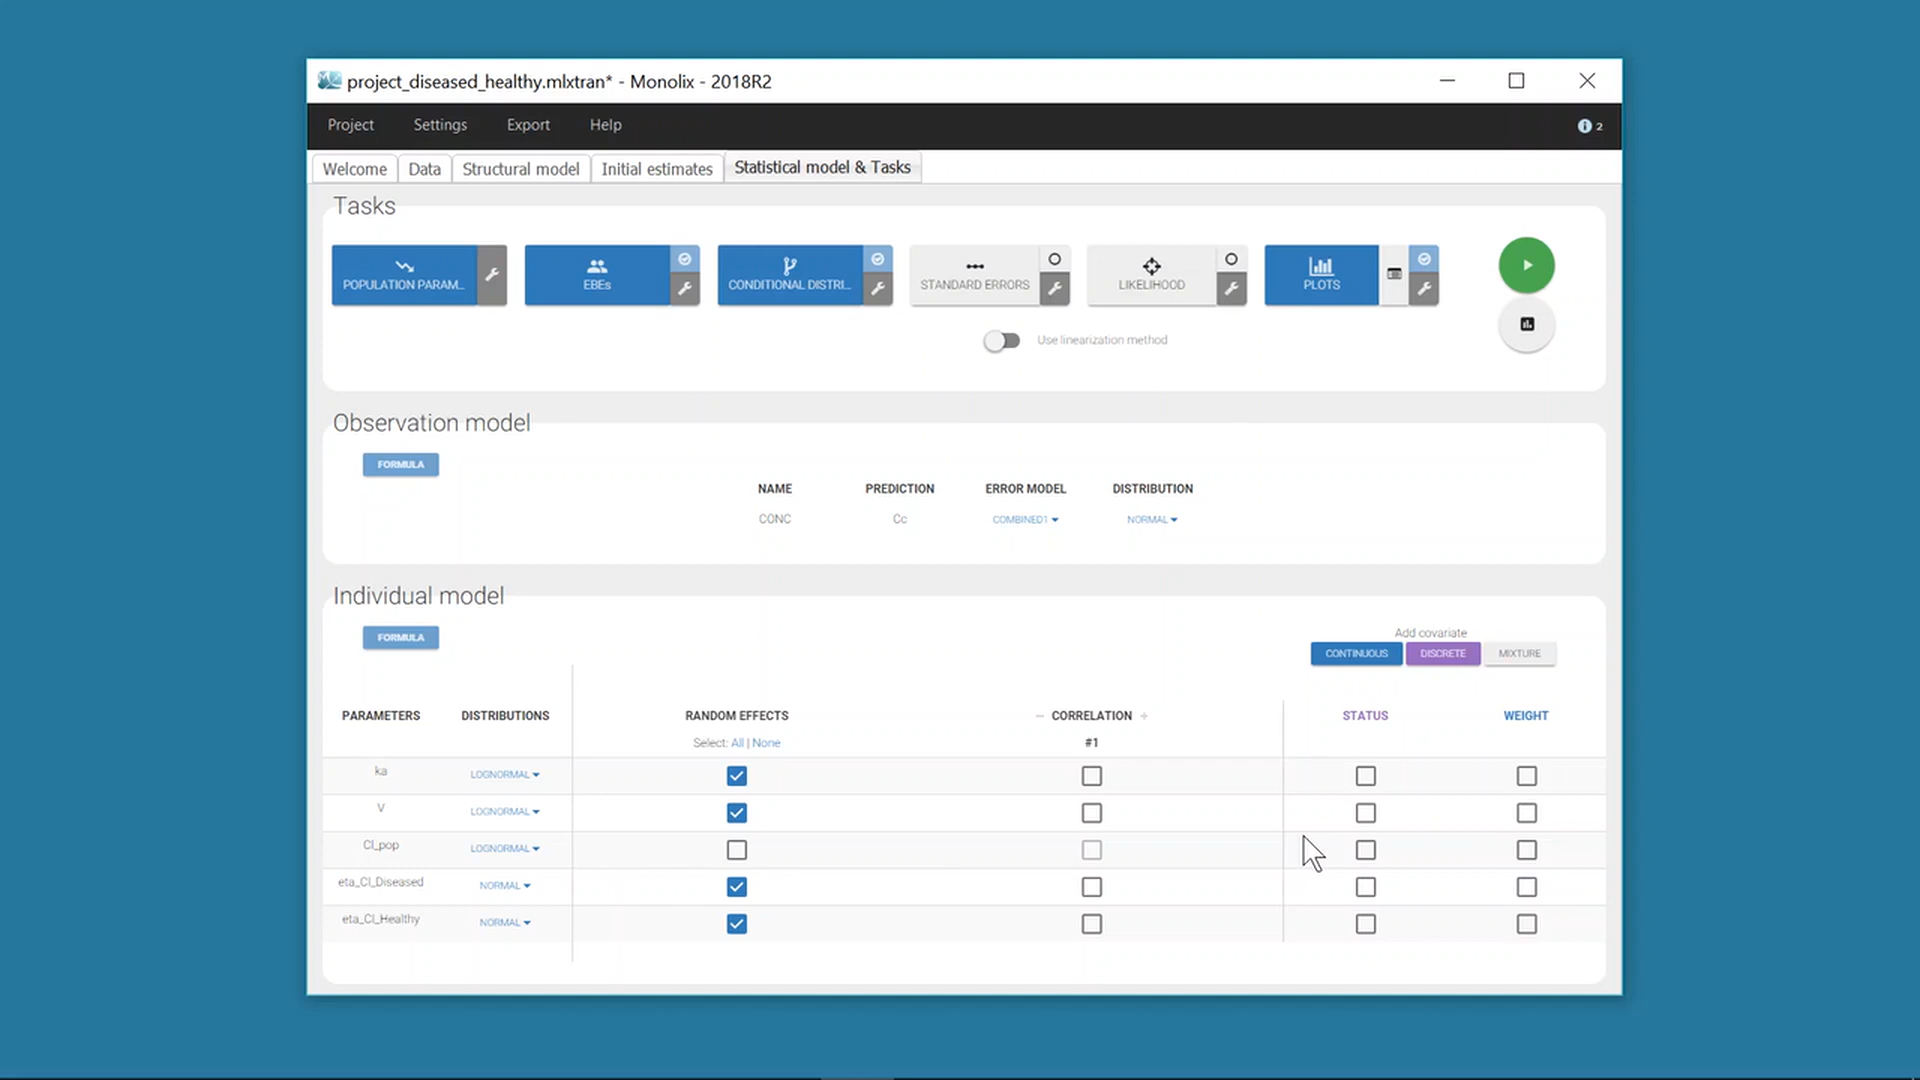 project_diseased_healthy.mlxtran* - Monolix - 2018R2
Project Settings Export Help 2
Welcome Data Structural model Initial estimates Statistical model & Tasks
Tasks
POPULATION PARAM... EBEs CONDITIONAL DISTRI... STANDARD ERRORS LIKELIHOOD PLOTS
Use linearization method
Observation model
FORMULA
NAME PREDICTION ERROR MODEL DISTRIBUTION
CONC Cc COMBINED1 NORMAL
Individual model
FORMULA
Add covariate
CONTINUOUS DISCRETE MIXTURE
PARAMETERS DISTRIBUTIONS RANDOM EFFECTS − CORRELATION + STATUS WEIGHT
Select: All | None #1
ka LOGNORMAL
V LOGNORMAL
Cl_pop LOGNORMAL
eta_Cl_Diseased NORMAL
eta_Cl_Healthy NORMAL